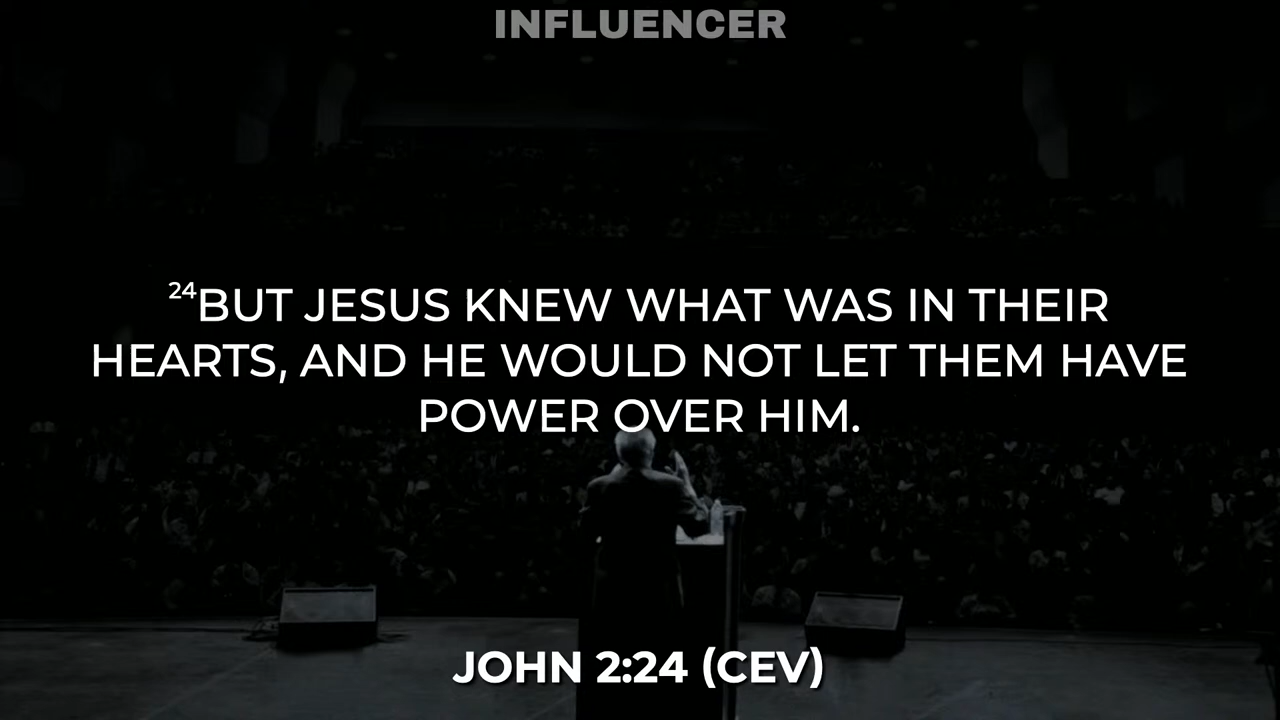 INFLUENCER
24BUT JESUS KNEW WHAT WAS IN THEIR
HEARTS, AND HE WOULD NOT LET THEM HAVE
POWER OVER HIM.
JOHN 2:24 (CEV)